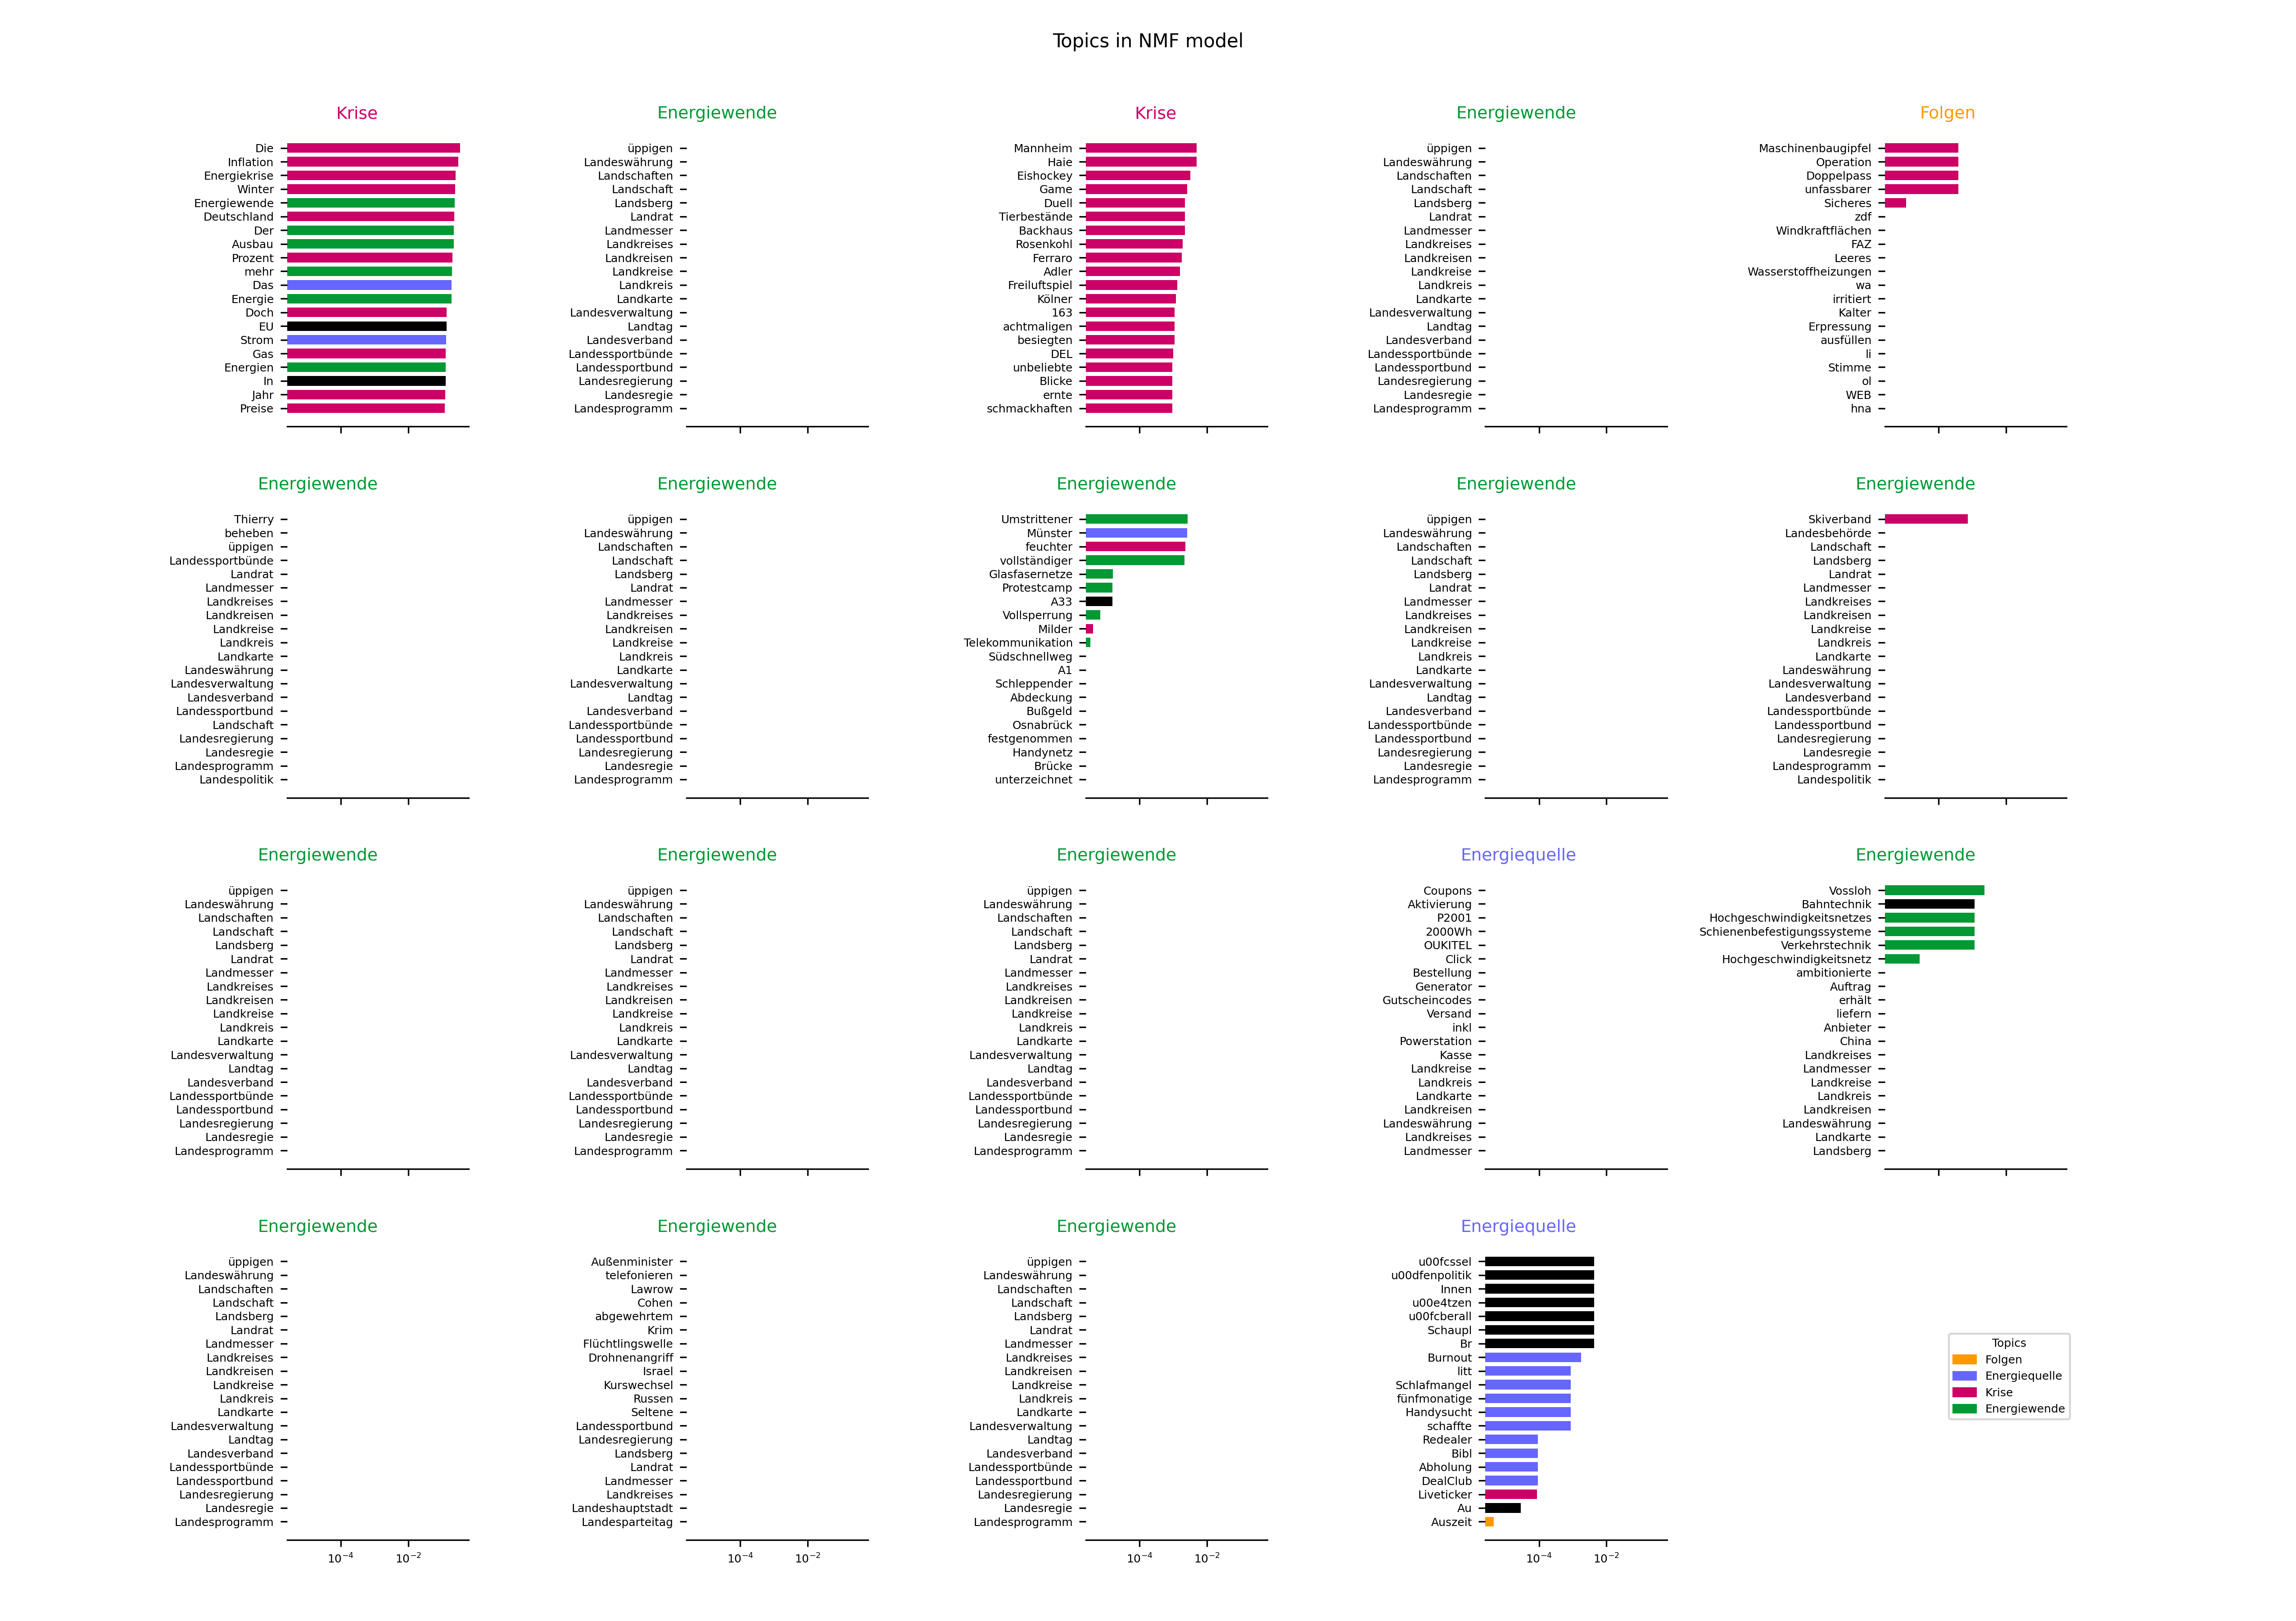 Topics in NMF model
Krise
Die
Inflation
Energiekrise
Winter
Energiewende
Deutschland
Der
Ausbau
Prozent
mehr
Das
Energie
Doch
EU
Strom
Gas
Energien
In
Jahr
Preise
Energiewende
üppigen
Landeswährung
Landschaften
Landschaft
Landsberg
Landrat
Landmesser
Landkreises
Landkreisen
Landkreise
Landkreis
Landkarte
Landesverwaltung
Landtag
Landesverband
Landessportbünde
Landessportbund
Landesregierung
Landesregie
Landesprogramm
Krise
Mannheim
Haie
Eishockey
Game
Duell
Tierbestände
Backhaus
Rosenkohl
Ferraro
Adler
Freiluftspiel
Kölner
163
achtmaligen
besiegten
DEL
unbeliebte
Blicke
ernte
schmackhaften
Energiewende
üppigen
Landeswährung
Landschaften
Landschaft
Landsberg
Landrat
Landmesser
Landkreises
Landkreisen
Landkreise
Landkreis
Landkarte
Landesverwaltung
Landtag
Landesverband
Landessportbünde
Landessportbund
Landesregierung
Landesregie
Landesprogramm
Folgen
Maschinenbaugipfel
Operation
Doppelpass
unfassbarer
Sicheres
zdf
Windkraftflächen
FAZ
Leeres
Wasserstoffheizungen
wa
irritiert
Kalter
Erpressung
ausfüllen
li
Stimme
ol
WEB
hna
Energiewende
Thierry
beheben
üppigen
Landessportbünde
Landrat
Landmesser
Landkreises
Landkreisen
Landkreise
Landkreis
Landkarte
Landeswährung
Landesverwaltung
Landesverband
Landessportbund
Landschaft
Landesregierung
Landesregie
Landesprogramm
Landespolitik
Energiewende
üppigen
Landeswährung
Landschaften
Landschaft
Landsberg
Landrat
Landmesser
Landkreises
Landkreisen
Landkreise
Landkreis
Landkarte
Landesverwaltung
Landtag
Landesverband
Landessportbünde
Landessportbund
Landesregierung
Landesregie
Landesprogramm
Energiewende
Umstrittener
Münster
feuchter
vollständiger
Glasfasernetze
Protestcamp
A33
Vollsperrung
Milder
Telekommunikation
Südschnellweg
A1
Schleppender
Abdeckung
Bußgeld
Osnabrück
festgenommen
Handynetz
Brücke
unterzeichnet
Energiewende
üppigen
Landeswährung
Landschaften
Landschaft
Landsberg
Landrat
Landmesser
Landkreises
Landkreisen
Landkreise
Landkreis
Landkarte
Landesverwaltung
Landtag
Landesverband
Landessportbünde
Landessportbund
Landesregierung
Landesregie
Landesprogramm
Energiewende
Skiverband
Landesbehörde
Landschaft
Landsberg
Landrat
Landmesser
Landkreises
Landkreisen
Landkreise
Landkreis
Landkarte
Landeswährung
Landesverwaltung
Landesverband
Landessportbünde
Landessportbund
Landesregierung
Landesregie
Landesprogramm
Landespolitik
Energiewende
üppigen
Landeswährung
Landschaften
Landschaft
Landsberg
Landrat
Landmesser
Landkreises
Landkreisen
Landkreise
Landkreis
Landkarte
Landesverwaltung
Landtag
Landesverband
Landessportbünde
Landessportbund
Landesregierung
Landesregie
Landesprogramm
Energiewende
üppigen
Landeswährung
Landschaften
Landschaft
Landsberg
Landrat
Landmesser
Landkreises
Landkreisen
Landkreise
Landkreis
Landkarte
Landesverwaltung
Landtag
Landesverband
Landessportbünde
Landessportbund
Landesregierung
Landesregie
Landesprogramm
Energiewende
üppigen
Landeswährung
Landschaften
Landschaft
Landsberg
Landrat
Landmesser
Landkreises
Landkreisen
Landkreise
Landkreis
Landkarte
Landesverwaltung
Landtag
Landesverband
Landessportbünde
Landessportbund
Landesregierung
Landesregie
Landesprogramm
Energiequelle
Coupons
Aktivierung
P2001
2000Wh
OUKITEL
Click
Bestellung
Generator
Gutscheincodes
Versand
inkl
Powerstation
Kasse
Landkreise
Landkreis
Landkarte
Landkreisen
Landeswährung
Landkreises
Landmesser
Energiewende
Vossloh
Bahntechnik
Hochgeschwindigkeitsnetzes
Schienenbefestigungssysteme
Verkehrstechnik
Hochgeschwindigkeitsnetz
ambitionierte
Auftrag
erhält
liefern
Anbieter
China
Landkreises
Landmesser
Landkreise
Landkreis
Landkreisen
Landeswährung
Landkarte
Landsberg
Energiewende
üppigen
Landeswährung
Landschaften
Landschaft
Landsberg
Landrat
Landmesser
Landkreises
Landkreisen
Landkreise
Landkreis
Landkarte
Landesverwaltung
Landtag
Landesverband
Landessportbünde
Landessportbund
Landesregierung
Landesregie
Landesprogramm
10⁻⁴ 10⁻²
Energiewende
Außenminister
telefonieren
Lawrow
Cohen
abgewehrtem
Krim
Flüchtlingswelle
Drohnenangriff
Israel
Kurswechsel
Russen
Seltene
Landessportbund
Landesregierung
Landsberg
Landrat
Landmesser
Landkreises
Landeshauptstadt
Landesparteitag
10⁻⁴ 10⁻²
Energiewende
üppigen
Landeswährung
Landschaften
Landschaft
Landsberg
Landrat
Landmesser
Landkreises
Landkreisen
Landkreise
Landkreis
Landkarte
Landesverwaltung
Landtag
Landesverband
Landessportbünde
Landessportbund
Landesregierung
Landesregie
Landesprogramm
10⁻⁴ 10⁻²
Energiequelle
u00fcssel
u00dfenpolitik
Innen
u00e4tzen
u00fcberall
Schaupl
Br
Burnout
litt
Schlafmangel
fünfmonatige
Handysucht
schaffte
Redealer
Bibl
Abholung
DealClub
Liveticker
Au
Auszeit
10⁻⁴ 10⁻²
Topics
Folgen
Energiequelle
Krise
Energiewende